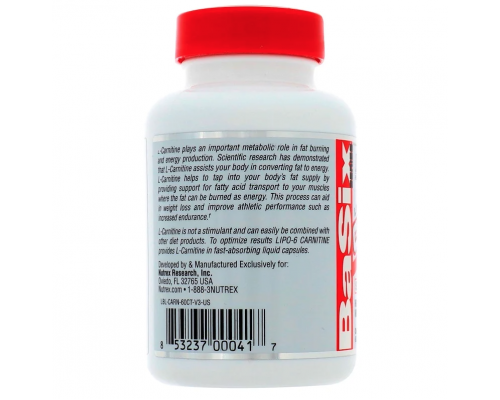 L-Carnitine plays an important metabolic role in fat burning
and energy production. Scientific research has demonstrated
that L-Carnitine assists your body in converting fat to energy.
L-Carnitine helps to tap into your body's fat supply by
providing support for fatty acid transport to your muscles
where the fat can be burned as energy. This process can aid
in weight loss and improve athletic performance such as
increased endurance.†
L-Carnitine is not a stimulant and can easily be combined with
other diet products. To optimize results LIPO-6 CARNITINE
provides L-Carnitine in fast-absorbing liquid capsules.
Developed by & Manufactured Exclusively for:
Nutrex Research, Inc.
Oviedo, FL 32765 USA
Nutrex.com • 1-888-3NUTREX
LBL-CARN-60CT-V3-US
8 53237 00041 7
BaSix